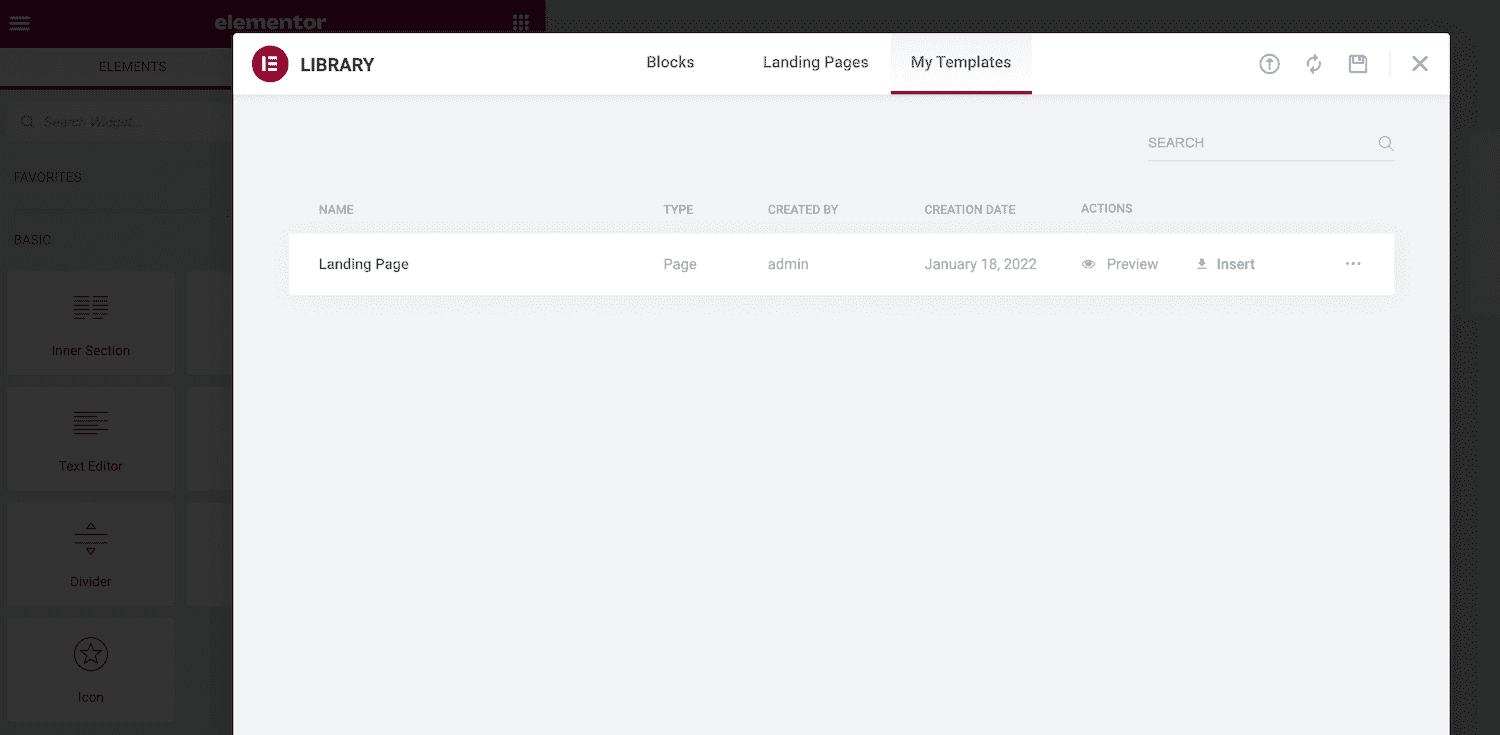 elementor
ELEMENTS
Search Widget...
FAVORITES
BASIC
Inner Section
Text Editor
Divider
Icon
LIBRARY
Blocks Landing Pages My Templates
SEARCH
NAME TYPE CREATED BY CREATION DATE ACTIONS
Landing Page Page admin January 18, 2022 Preview Insert